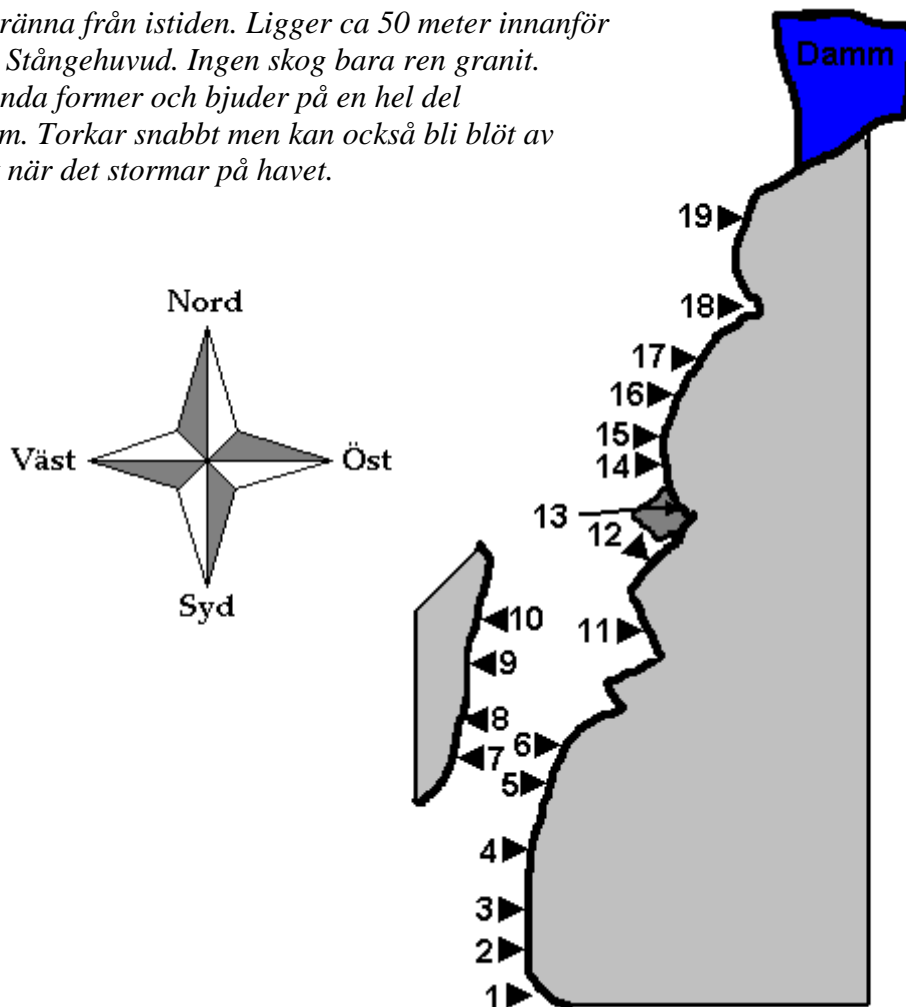 ränna från istiden. Ligger ca 50 meter innanför
Stångehuvud. Ingen skog bara ren granit.
nda former och bjuder på en hel del
m. Torkar snabbt men kan också bli blöt av
när det stormar på havet.
Damm
19
18
Nord
17
16
15
Väst
Öst
14
13
12
Syd
10
11
9
8
6
7
5
4
3
2
1